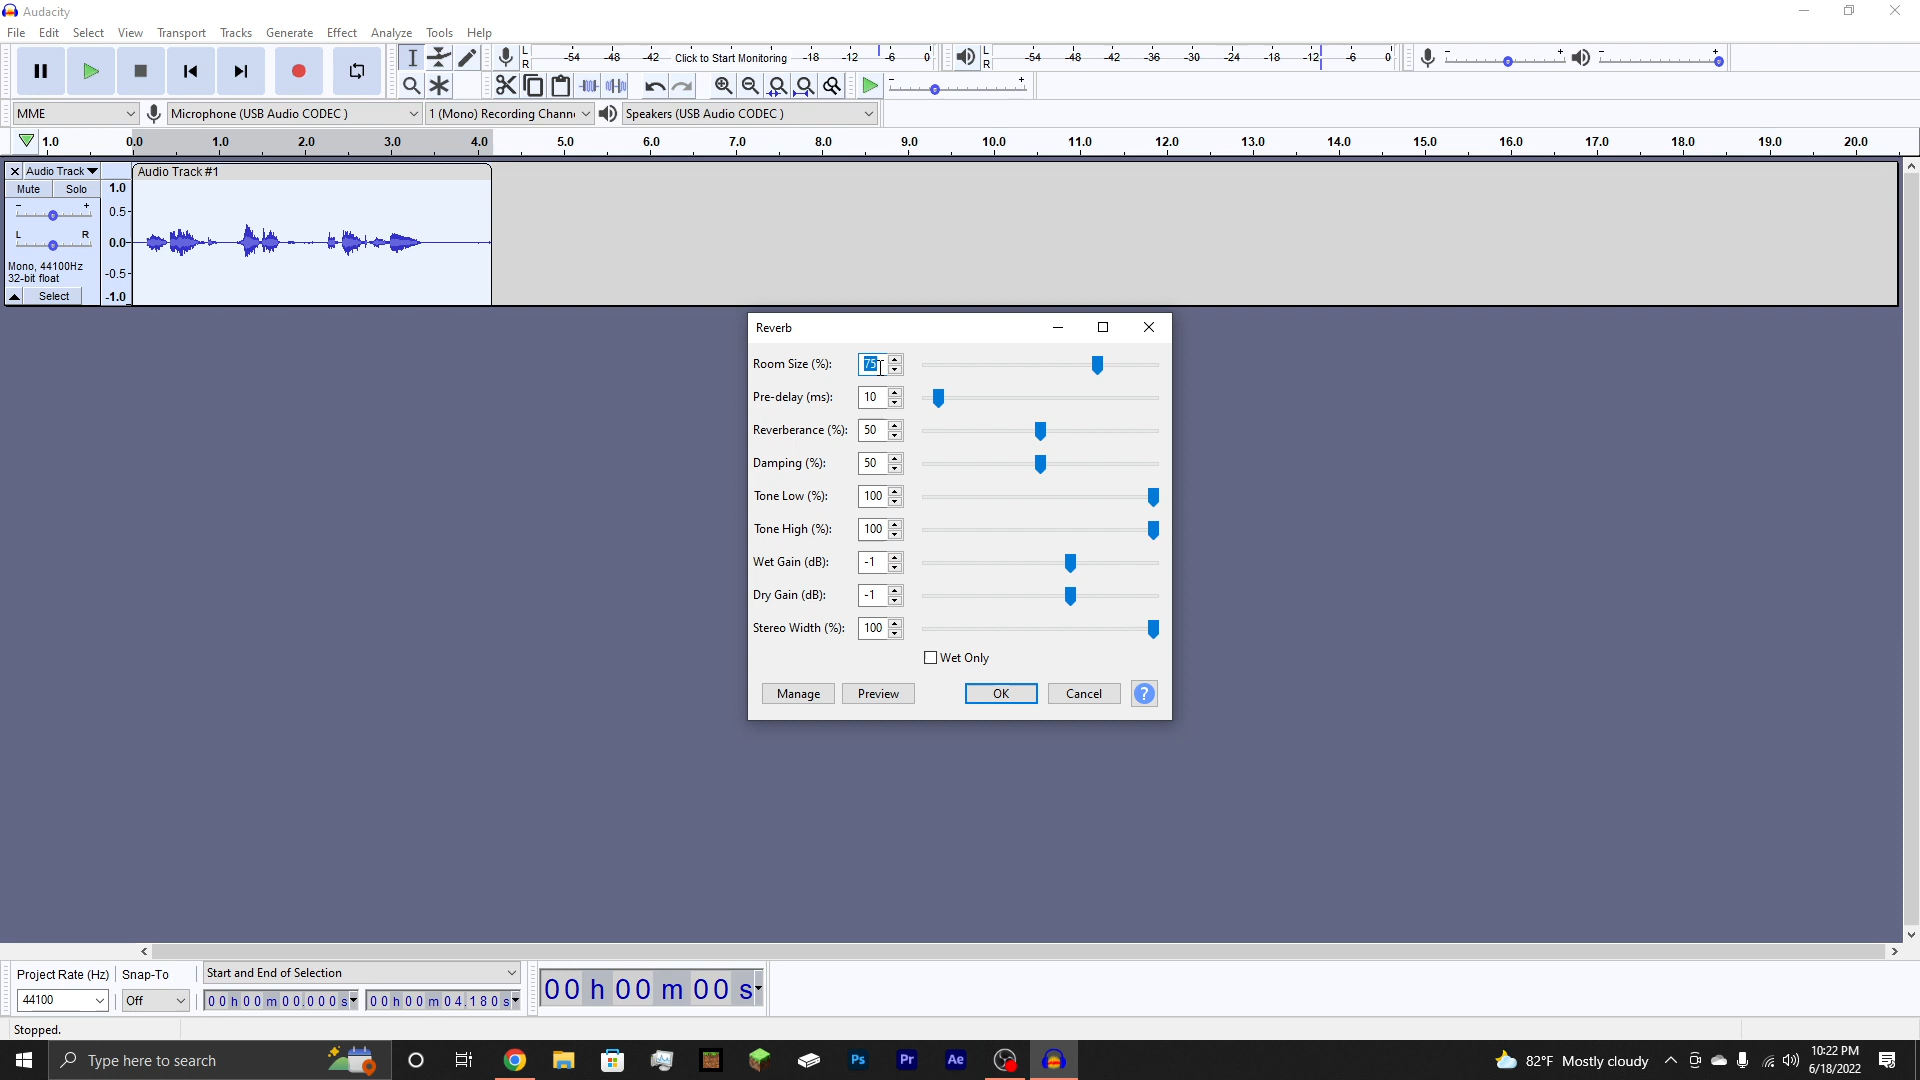 Audacity
File Edit Select View Transport Tracks Generate Effect Analyze Tools Help
L R -54 -48 -42 Click to Start Monitoring -18 -12 -6 0 L R -54 -48 -42 -36 -30 -24 -18 -12 -6 0 - + - +
- +
MME Microphone (USB Audio CODEC ) 1 (Mono) Recording Chann Speakers (USB Audio CODEC )
1.0 0.0 1.0 2.0 3.0 4.0 5.0 6.0 7.0 8.0 9.0 10.0 11.0 12.0 13.0 14.0 15.0 16.0 17.0 18.0 19.0 20.0
Audio Track Audio Track #1
Mute Solo 1.0
- + 0.5
L R 0.0
Mono, 44100Hz
32-bit float -0.5
Select -1.0
Reverb
Room Size (%): 75
Pre-delay (ms): 10
Reverberance (%): 50
Damping (%): 50
Tone Low (%): 100
Tone High (%): 100
Wet Gain (dB): -1
Dry Gain (dB): -1
Stereo Width (%): 100
Wet Only
Manage Preview OK Cancel ?
Project Rate (Hz) Snap-To Start and End of Selection
44100 Off 00h00m00.000s 00h00m04.180s 00 h 00 m 00 s
Stopped.
Type here to search Ps Pr Ae 82°F Mostly cloudy 10:22 PM
6/18/2022